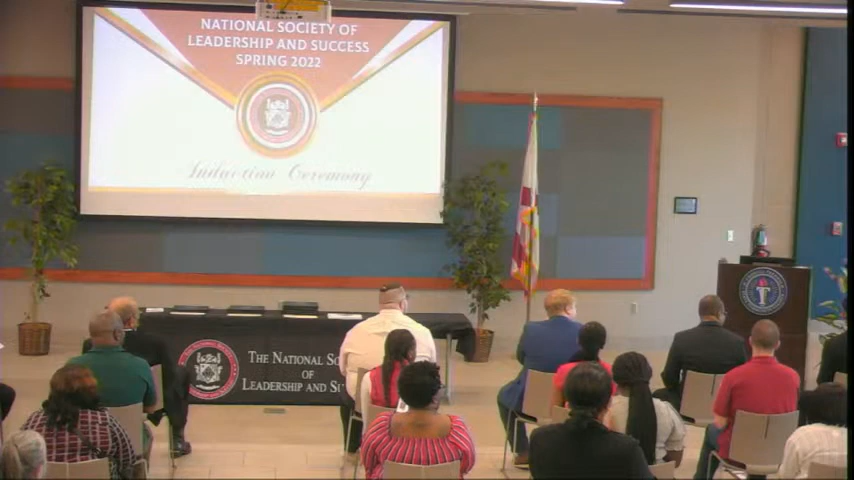 NATIONAL SOCIETY OF
LEADERSHIP AND SUCCESS
SPRING 2022
Induction Ceremony
THE NATIONAL SO
OF
LEADERSHIP AND SU